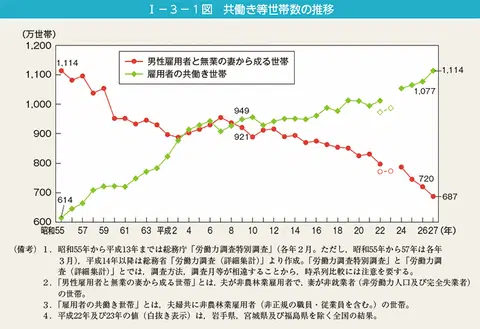 Ⅰ－３－１図　共働き等世帯数の推移
(万世帯)
1,200
1,100
1,000
900
800
700
600
男性雇用者と無業の妻から成る世帯
雇用者の共働き世帯
1,114
614
949
921
1,114
1,077
720
687
昭和55 57 59 61 63 平成2 4 6 8 10 12 14 16 18 20 22 24 2627 (年)
(備考) 1．昭和55年から平成13年までは総務庁「労働力調査特別調査」（各年２月。ただし，昭和55年から57年は各年
３月），平成14年以降は総務省「労働力調査（詳細集計）」より作成。「労働力調査特別調査」と「労働力調
査（詳細集計）」とでは，調査方法，調査月等が相違することから，時系列比較には注意を要する。
2．「男性雇用者と無業の妻から成る世帯」とは，夫が非農林業雇用者で，妻が非就業者（非労働力人口及び完全失業者）
の世帯。
3．「雇用者の共働き世帯」とは，夫婦共に非農林業雇用者（非正規の職員・従業員を含む。）の世帯。
4．平成22年及び23年の値（白抜き表示）は，岩手県，宮城県及び福島県を除く全国の結果。